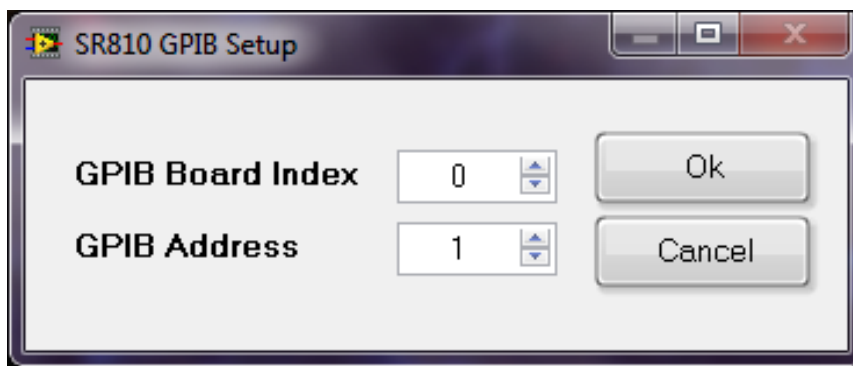 SR810 GPIB Setup
GPIB Board Index 0 Ok
GPIB Address 1 Cancel